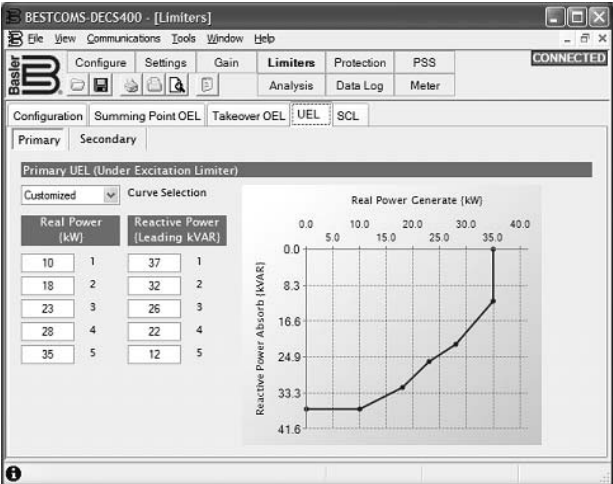 BESTCOMS-DECS400 - [Limiters]
File View Communications Tools Window Help
Basler
Configure Settings Gain Limiters Protection PSS
CONNECTED
Analysis Data Log Meter
Configuration Summing Point OEL Takeover OEL UEL SCL
Primary Secondary
Primary UEL (Under Excitation Limiter)
Customized Curve Selection
Real Power (kW)
Reactive Power (Leading kVAR)
10 1 37 1
18 2 32 2
23 3 26 3
28 4 22 4
35 5 12 5
Real Power Generate (kW)
0.0 10.0 20.0 30.0 40.0
5.0 15.0 25.0 35.0
Reactive Power Absorb (kVAR)
0.0
8.3
16.6
24.9
33.3
41.6